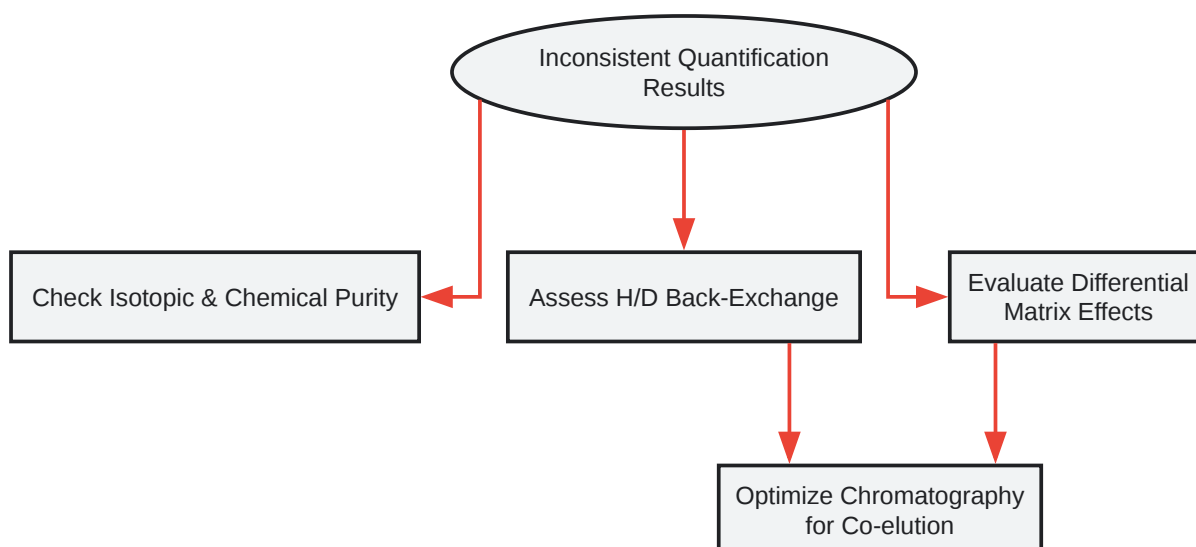 Inconsistent Quantification
Results
Check Isotopic & Chemical Purity
Assess H/D Back-Exchange
Evaluate Differential
Matrix Effects
Optimize Chromatography
for Co-elution